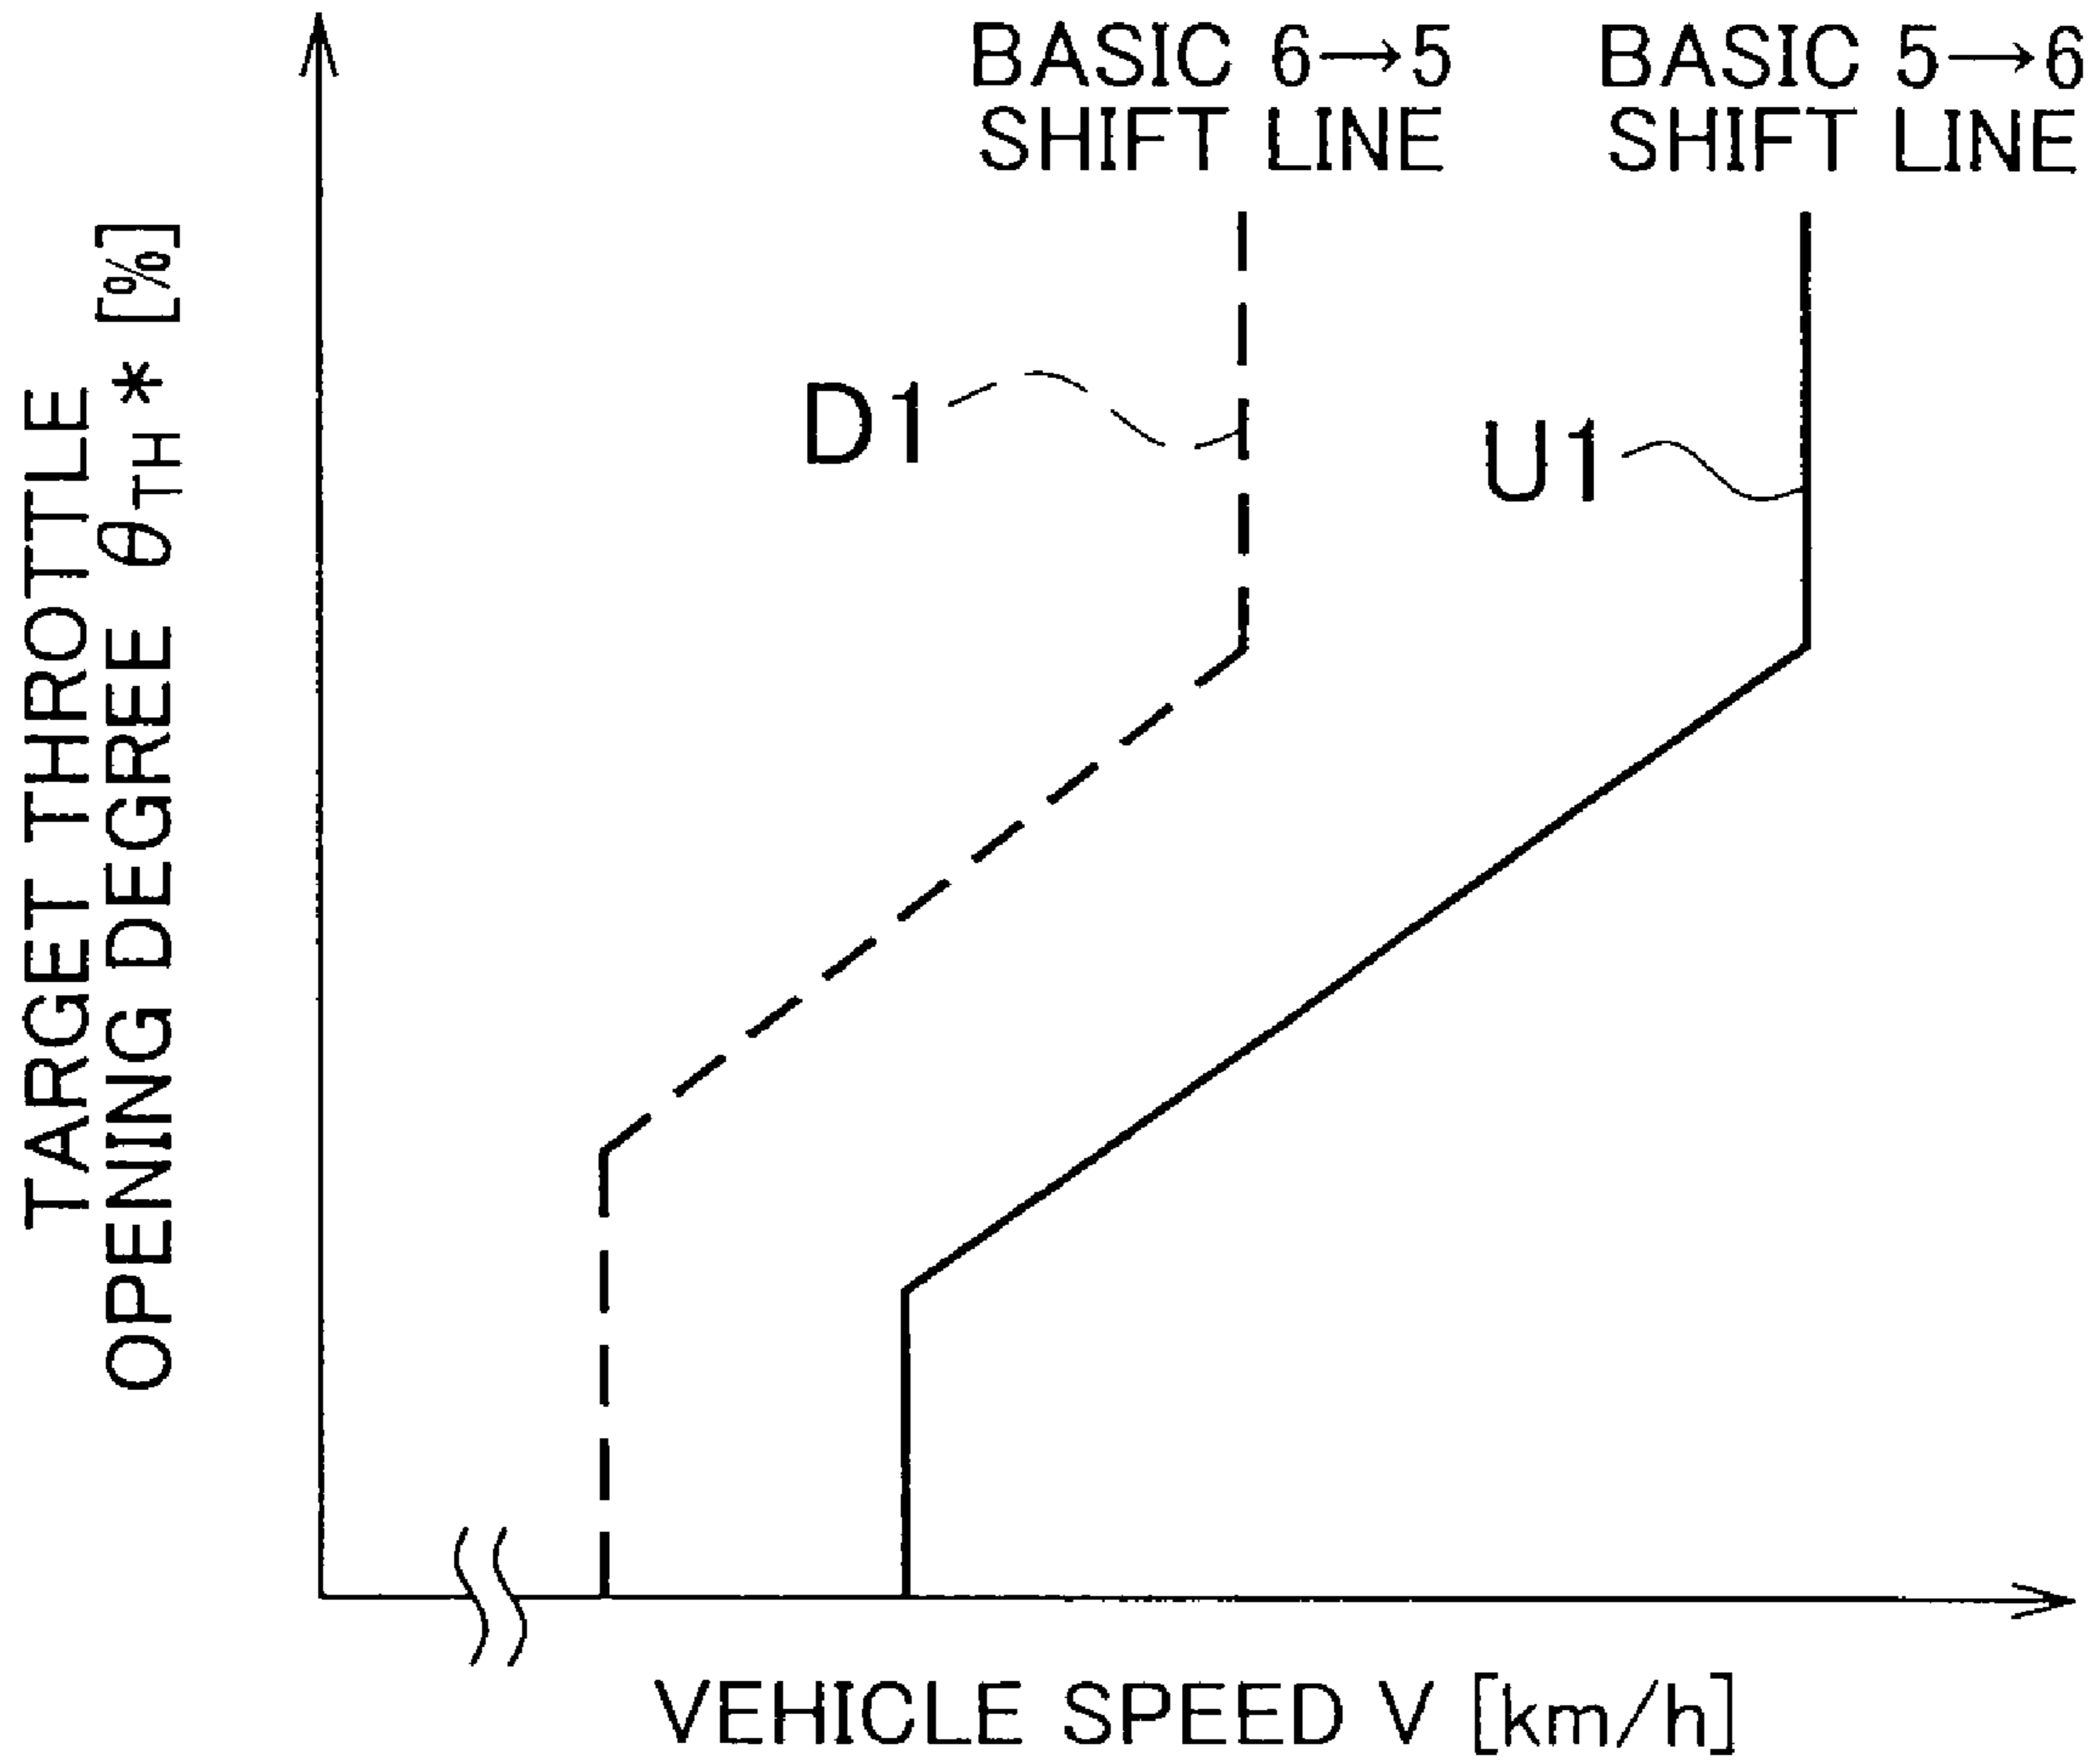 BASIC 6→5
SHIFT LINE
BASIC 5→6
SHIFT LINE
TARGET THROTTLE
OPENING DEGREE θTH* [%]
D1
U1
VEHICLE SPEED V [km/h]